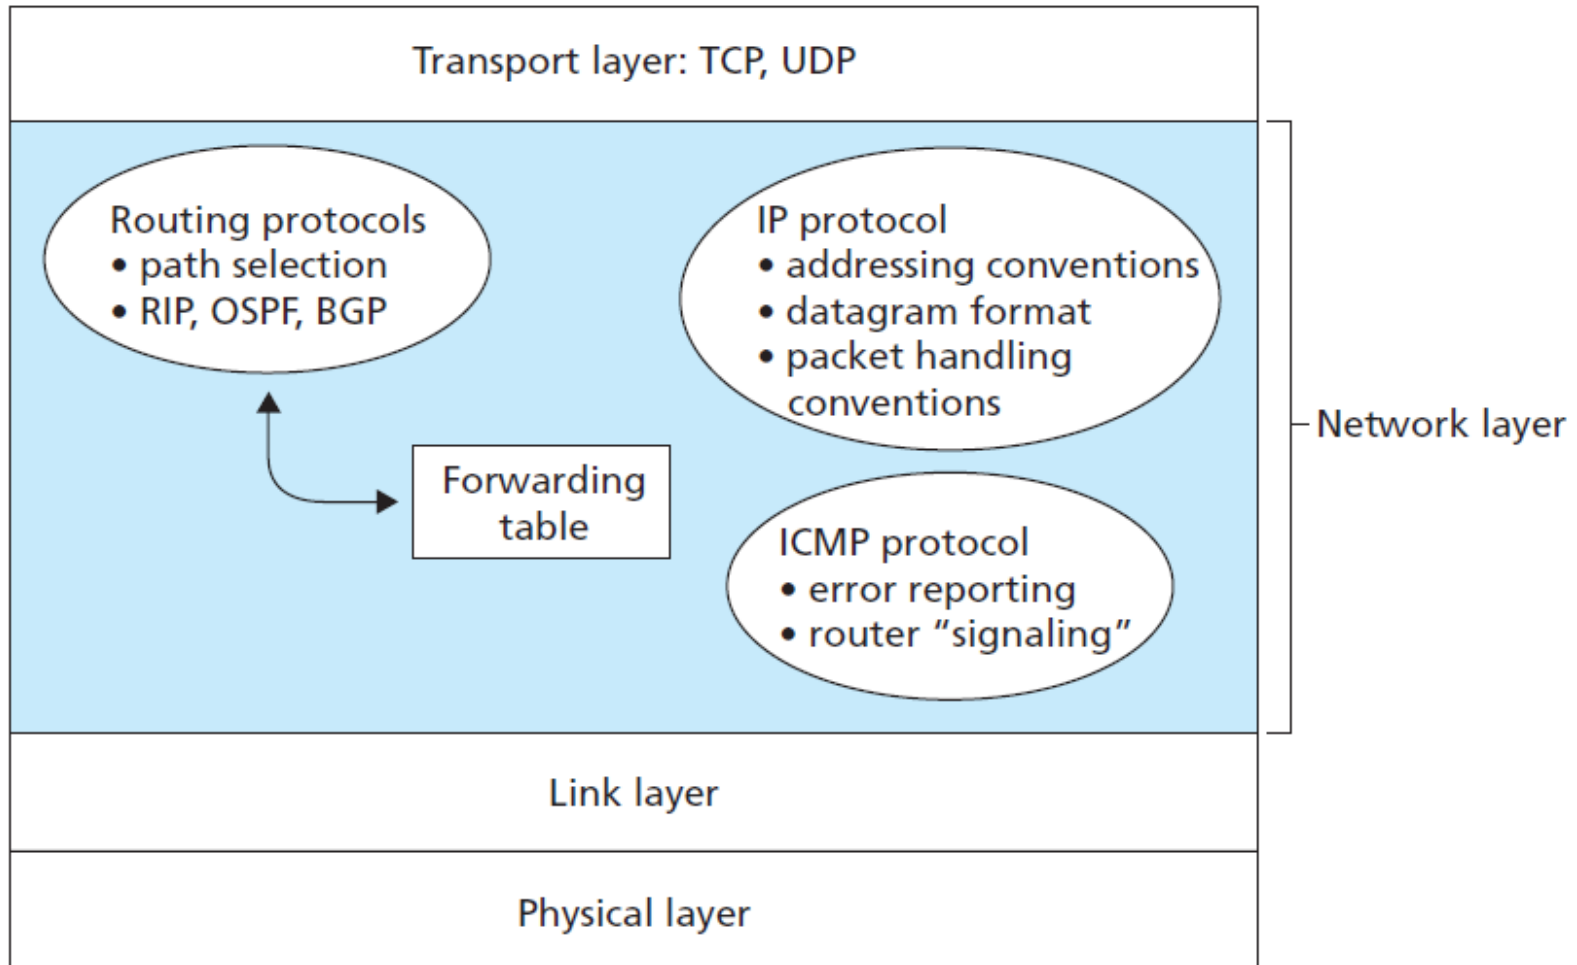 Transport layer: TCP, UDP
Routing protocols
• path selection
• RIP, OSPF, BGP
IP protocol
• addressing conventions
• datagram format
• packet handling
conventions
Network layer
Forwarding
table
ICMP protocol
• error reporting
• router “signaling”
Link layer
Physical layer